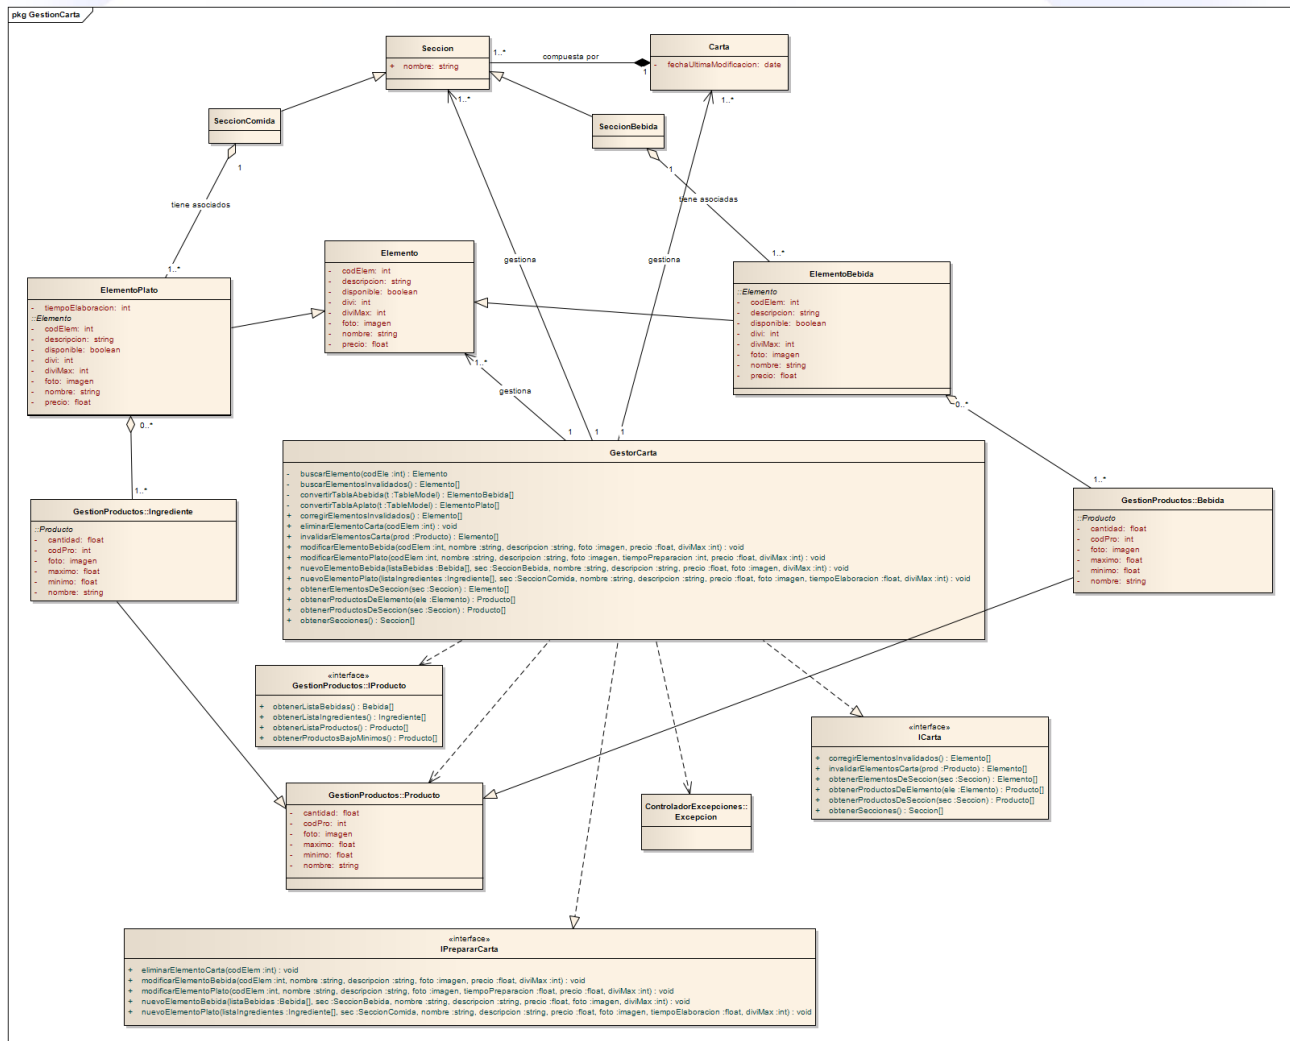 pkg GestionCarta
Seccion
+ nombre: string
1..*
compuesta por
1
Carta
- fechaUltimaModificacion: date
1..*
1..*
SeccionComida
1
SeccionBebida
1
tiene asociados
tiene asociadas
gestiona
gestiona
1..*
1..*
Elemento
- codElem: int
- descripcion: string
- disponible: boolean
- divi: int
- diviMax: int
- foto: imagen
- nombre: string
- precio: float
ElementoPlato
- tiempoElaboracion: int
::Elemento
- codElem: int
- descripcion: string
- disponible: boolean
- divi: int
- diviMax: int
- foto: imagen
- nombre: string
- precio: float
ElementoBebida
::Elemento
- codElem: int
- descripcion: string
- disponible: boolean
- divi: int
- diviMax: int
- foto: imagen
- nombre: string
- precio: float
1..*
gestiona
0..*
0..*
1
1
1
1..*
1..*
GestorCarta
- buscarElemento(codEle :int) : Elemento
- buscarElementosInvalidados() : Elemento[]
- convertirTablaAbebida(t :TableModel) : ElementoBebida[]
- convertirTablaAplato(t :TableModel) : ElementoPlato[]
+ corregirElementosInvalidados() : Elemento[]
+ eliminarElementoCarta(codElem :int) : void
+ invalidarElementosCarta(prod :Producto) : Elemento[]
+ modificarElementoBebida(codElem :int, nombre :string, descripcion :string, foto :imagen, precio :float, diviMax :int) : void
+ modificarElementoPlato(codElem :int, nombre :string, descripcion :string, foto :imagen, tiempoPreparacion :int, precio :float, diviMax :int) : void
+ nuevoElementoBebida(listaBebidas :Bebida[], sec :SeccionBebida, nombre :string, descripcion :string, precio :float, foto :imagen, diviMax :int) : void
+ nuevoElementoPlato(listaIngredientes :Ingrediente[], sec :SeccionComida, nombre :string, descripcion :string, precio :float, foto :imagen, tiempoElaboracion :float, diviMax :int) : void
+ obtenerElementosDeSeccion(sec :Seccion) : Elemento[]
+ obtenerProductosDeElemento(ele :Elemento) : Producto[]
+ obtenerProductosDeSeccion(sec :Seccion) : Producto[]
+ obtenerSecciones() : Seccion[]
GestionProductos::Ingrediente
::Producto
- cantidad: float
- codPro: int
- foto: imagen
- maximo: float
- minimo: float
- nombre: string
GestionProductos::Bebida
::Producto
- cantidad: float
- codPro: int
- foto: imagen
- maximo: float
- minimo: float
- nombre: string
«interface»
GestionProductos::IProducto
+ obtenerListaBebidas() : Bebida[]
+ obtenerListaIngredientes() : Ingrediente[]
+ obtenerListaProductos() : Producto[]
+ obtenerProductosBajoMinimos() : Producto[]
«interface»
ICarta
+ corregirElementosInvalidados() : Elemento[]
+ invalidarElementosCarta(prod :Producto) : Elemento[]
+ obtenerElementosDeSeccion(sec :Seccion) : Elemento[]
+ obtenerProductosDeElemento(ele :Elemento) : Producto[]
+ obtenerProductosDeSeccion(sec :Seccion) : Producto[]
+ obtenerSecciones() : Seccion[]
GestionProductos::Producto
- cantidad: float
- codPro: int
- foto: imagen
- maximo: float
- minimo: float
- nombre: string
ControladorExcepciones::
Excepcion
«interface»
IPrepararCarta
+ eliminarElementoCarta(codElem :int) : void
+ modificarElementoBebida(codElem :int, nombre :string, descripcion :string, foto :imagen, precio :float, diviMax :int) : void
+ modificarElementoPlato(codElem :int, nombre :string, descripcion :string, foto :imagen, tiempoPreparacion :float, precio :float, diviMax :int) : void
+ nuevoElementoBebida(listaBebidas :Bebida[], sec :SeccionBebida, nombre :string, descripcion :string, precio :float, foto :imagen, diviMax :int) : void
+ nuevoElementoPlato(listaIngredientes :Ingrediente[], sec :SeccionComida, nombre :string, descripcion :string, precio :float, foto :imagen, tiempoElaboracion :float, diviMax :int) : void